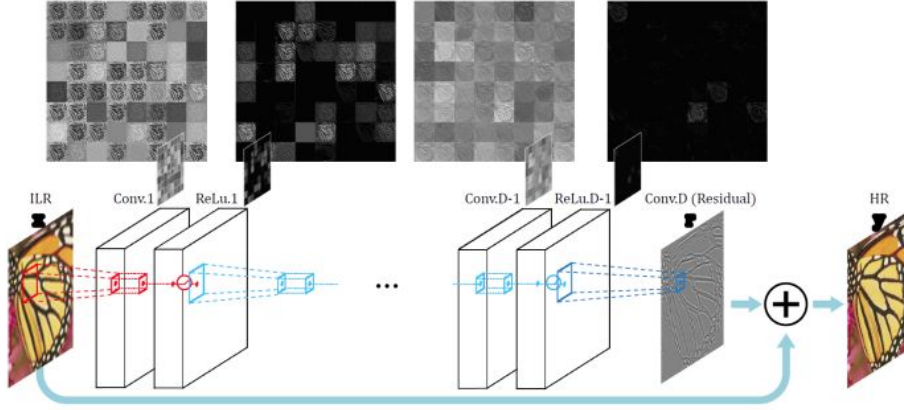 ILR
Conv.1
ReLu.1
Conv.D-1
ReLu.D-1
Conv.D (Residual)
HR
x
r
y
...